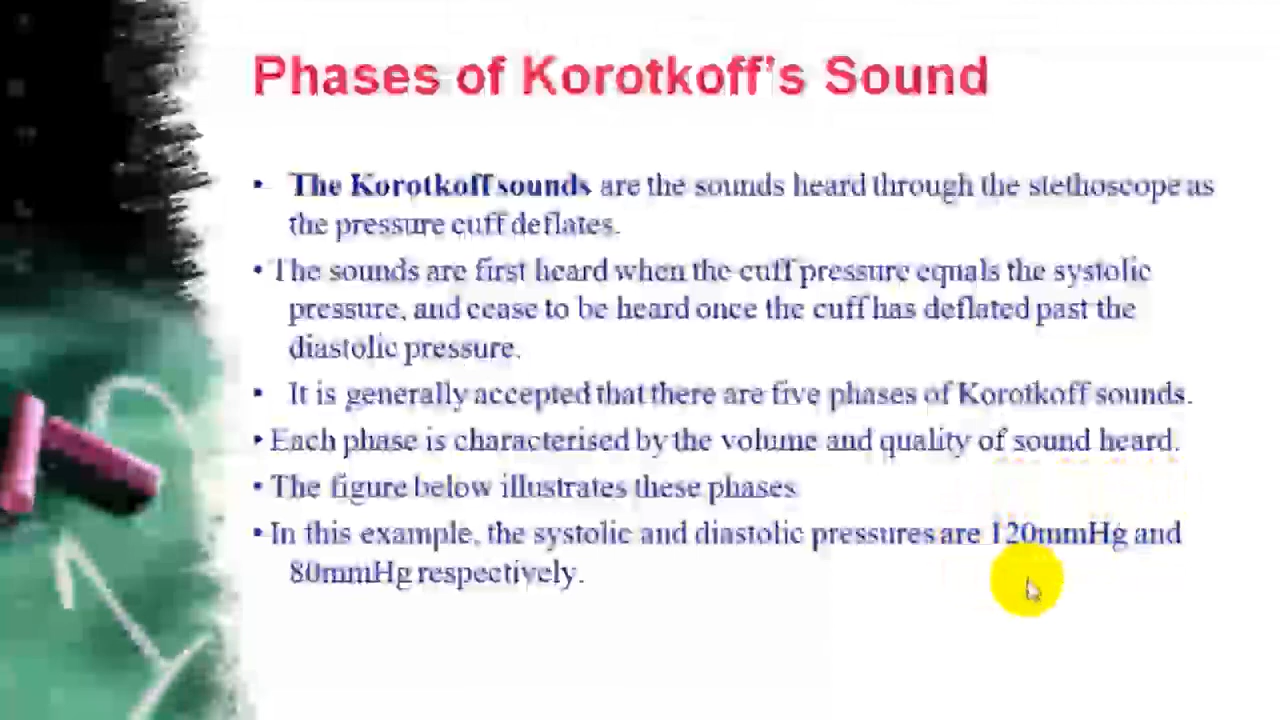 Phases of Korotkoff's Sound
• The Korotkoff sounds are the sounds heard through the stethoscope as
the pressure cuff deflates.
• The sounds are first heard when the cuff pressure equals the systolic
pressure, and cease to be heard once the cuff has deflated past the
diastolic pressure.
• It is generally accepted that there are five phases of Korotkoff sounds.
• Each phase is characterised by the volume and quality of sound heard.
• The figure below illustrates these phases
• In this example, the systolic and diastolic pressures are 120mmHg and
80mmHg respectively.